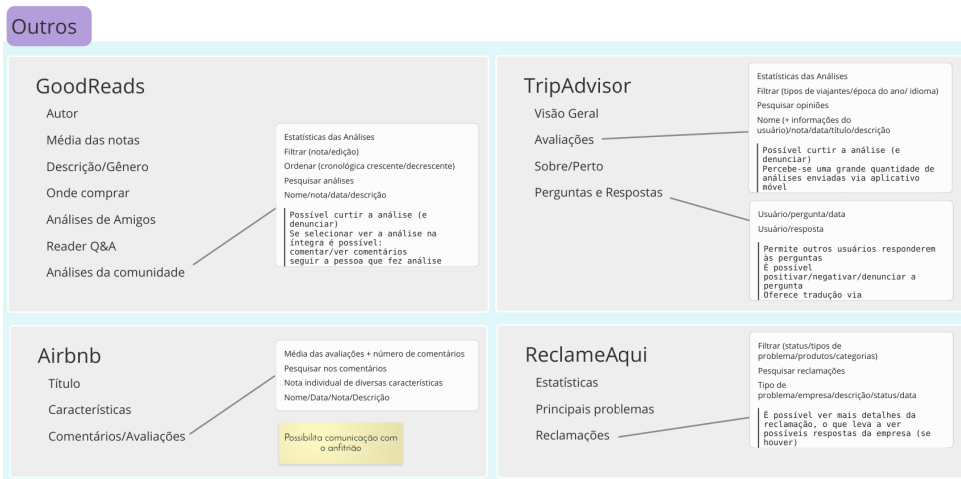 Outros
GoodReads
Autor
Média das notas
Descrição/Gênero
Onde comprar
Análises de Amigos
Reader Q&A
Análises da comunidade
Estatísticas das Análises
Filtrar (nota/edição)
Ordenar (cronológica crescente/decrescente)
Pesquisar análises
Nome/nota/data/descrição
Possível curtir a análise (e
denunciar)
Se selecionar ver a análise na
íntegra é possível:
comentar/ver comentários
seguir a pessoa que fez análise
TripAdvisor
Visão Geral
Avaliações
Sobre/Perto
Perguntas e Respostas
Estatísticas das Análises
Filtrar (tipos de viajantes/época do ano/ idioma)
Pesquisar opiniões
Nome (+ informações do
usuário)/nota/data/título/descrição
Possível curtir a análise (e
denunciar)
Percebe-se uma grande quantidade de
análises enviadas via aplicativo
móvel
Usuário/pergunta/data
Usuário/resposta
Permite outros usuários responderem
às perguntas
É possível
positivar/negativar/denunciar a
pergunta
Oferece tradução via
Airbnb
Título
Características
Comentários/Avaliações
Média das avaliações + número de comentários
Pesquisar nos comentários
Nota individual de diversas características
Nome/Data/Nota/Descrição
Possibilita comunicação com
o anfitrião
ReclameAqui
Estatísticas
Principais problemas
Reclamações
Filtrar (status/tipos de
problema/produtos/categorias)
Pesquisar reclamações
Tipo de
problema/empresa/descrição/status/data
É possível ver mais detalhes da
reclamação, o que leva a ver
possíveis respostas da empresa (se
houver)